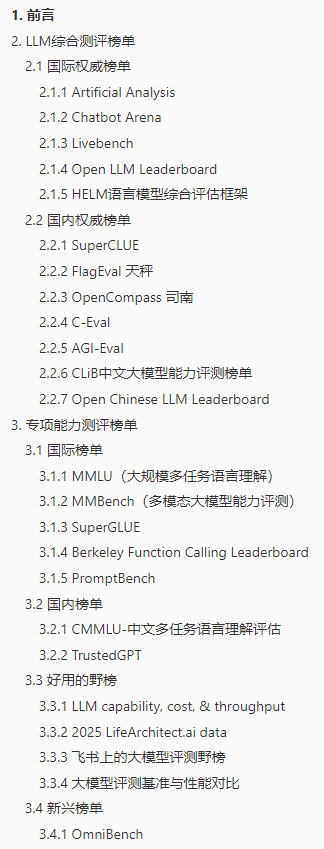 1. 前言
2. LLM综合测评榜单
2.1 国际权威榜单
2.1.1 Artificial Analysis
2.1.2 Chatbot Arena
2.1.3 Livebench
2.1.4 Open LLM Leaderboard
2.1.5 HELM语言模型综合评估框架
2.2 国内权威榜单
2.2.1 SuperCLUE
2.2.2 FlagEval 天秤
2.2.3 OpenCompass 司南
2.2.4 C-Eval
2.2.5 AGI-Eval
2.2.6 CLiB中文大模型能力评测榜单
2.2.7 Open Chinese LLM Leaderboard
3. 专项能力测评榜单
3.1 国际榜单
3.1.1 MMLU（大规模多任务语言理解）
3.1.2 MMBench（多模态大模型能力评测）
3.1.3 SuperGLUE
3.1.4 Berkeley Function Calling Leaderboard
3.1.5 PromptBench
3.2 国内榜单
3.2.1 CMMLU-中文多任务语言理解评估
3.2.2 TrustedGPT
3.3 好用的野榜
3.3.1 LLM capability, cost, & throughput
3.3.2 2025 LifeArchitect.ai data
3.3.3 飞书上的大模型评测野榜
3.3.4 大模型评测基准与性能对比
3.4 新兴榜单
3.4.1 OmniBench